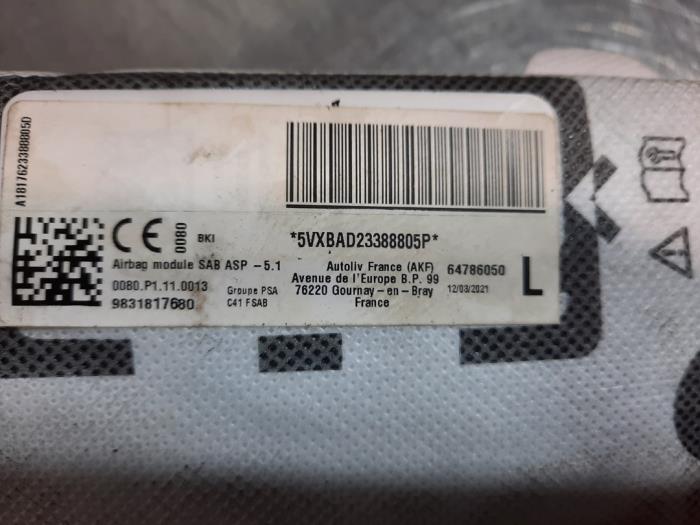 A18176233888050
*5VXBAD23388805P*
CE 0080 BKI
Airbag module SAB ASP - 5.1
0080.P1.11.0013
9831817680
Groupe PSA
C41 FSAB
Autoliv France (AKF)
Avenue de l'Europe B.P. 99
76220 Gournay-en-Bray
France
64786050
12/03/2021
L